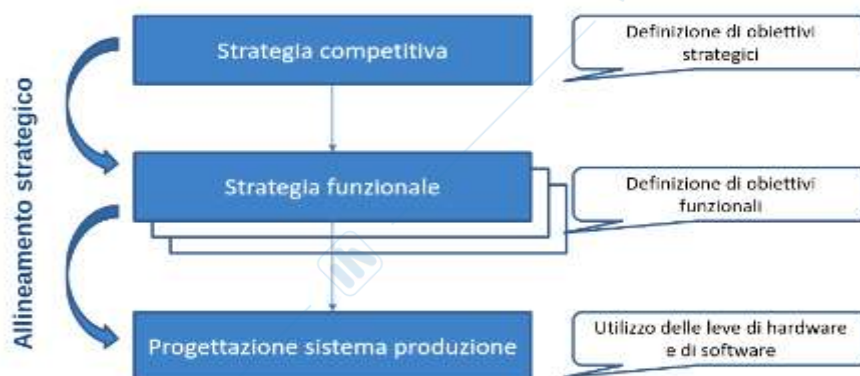 Allineamento strategico
Strategia competitiva
Definizione di obiettivi
strategici
Strategia funzionale
Definizione di obiettivi
funzionali
Progettazione sistema produzione
Utilizzo delle leve di hardware
e di software